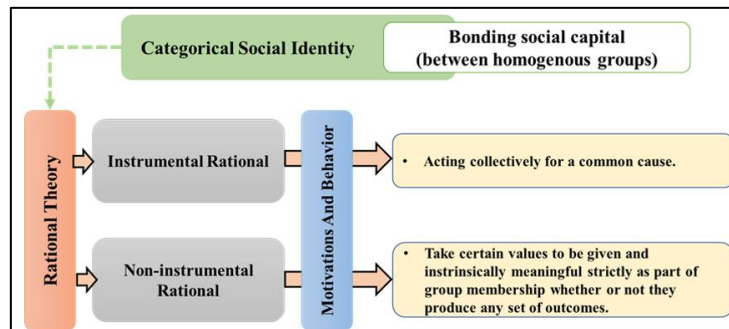 Categorical Social Identity
Bonding social capital
(between homogenous groups)
Rational Theory
Instrumental Rational
Motivations And Behavior
• Acting collectively for a common cause.
Non-instrumental
Rational
• Take certain values to be given and
instrinsically meaningful strictly as part of
group membership whether or not they
produce any set of outcomes.